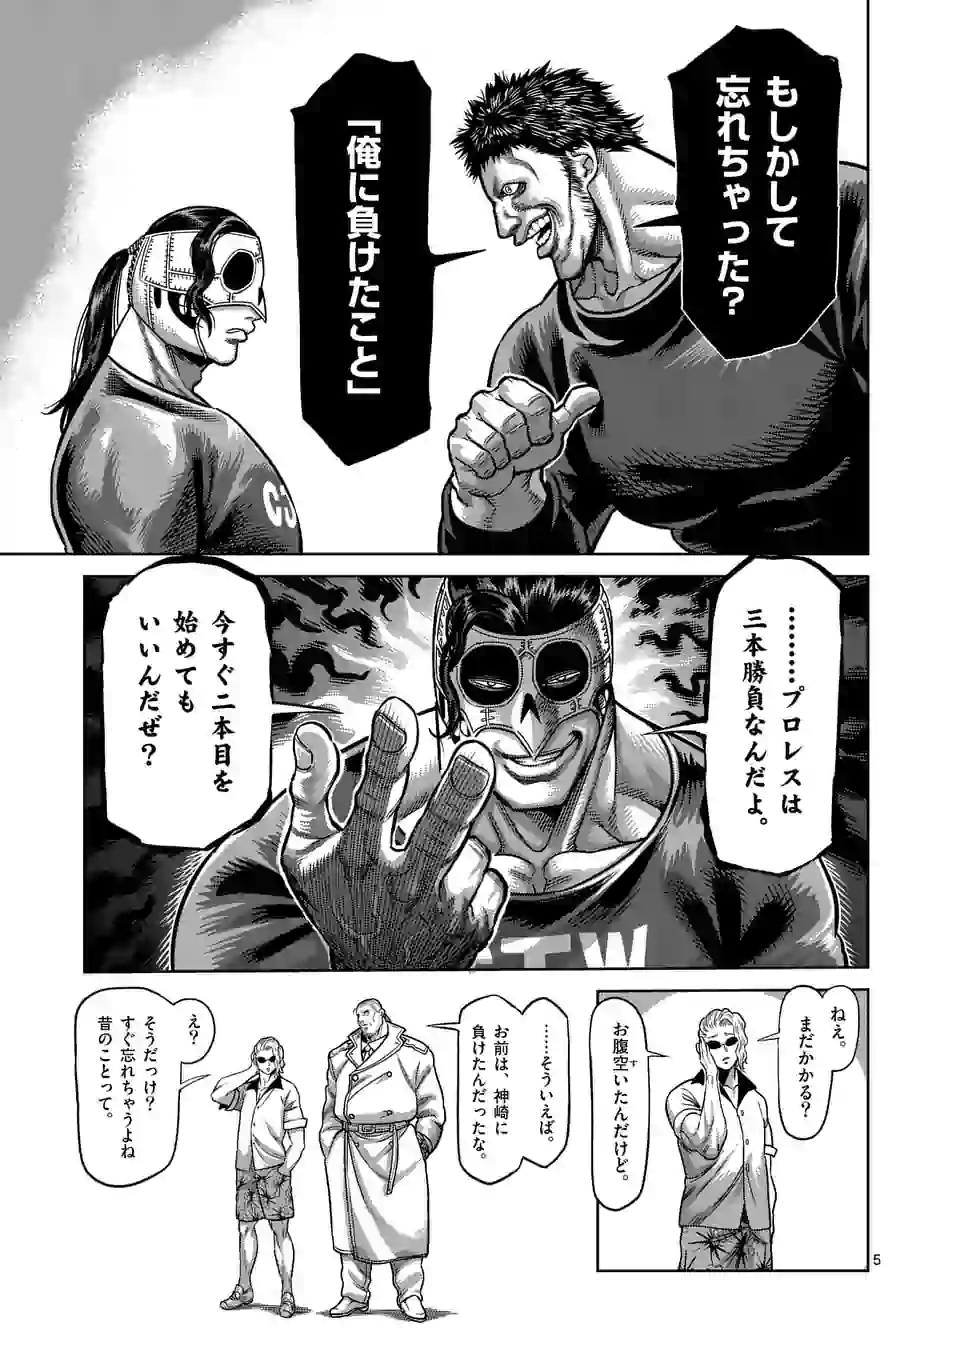 もしかして
忘れちゃった？
「俺に負けたこと」
………プロレスは
三本勝負なんだよ。
今すぐ二本目を
始めても
いいんだぜ？
ねぇ。
まだかかる？
お腹空いたんだけど。
す
……そういえば。
お前は、神崎に
負けたんだったな。
え？
そうだっけ？
すぐ忘れちゃうよね
昔のことって。
5